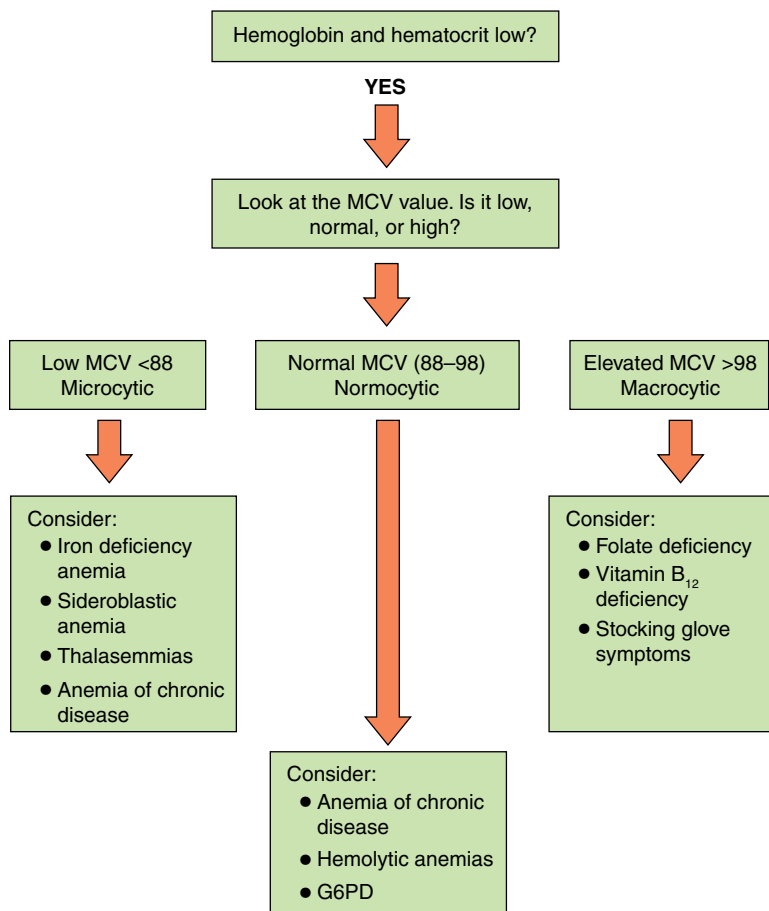 Hemoglobin and hematocrit low?
YES
Look at the MCV value. Is it low,
normal, or high?
Low MCV <88
Microcytic
Normal MCV (88–98)
Normocytic
Elevated MCV >98
Macrocytic
Consider:
● Iron deficiency
anemia
● Sideroblastic
anemia
● Thalasemmias
● Anemia of chronic
disease
Consider:
● Folate deficiency
● Vitamin B₁₂
deficiency
● Stocking glove
symptoms
Consider:
● Anemia of chronic
disease
● Hemolytic anemias
● G6PD